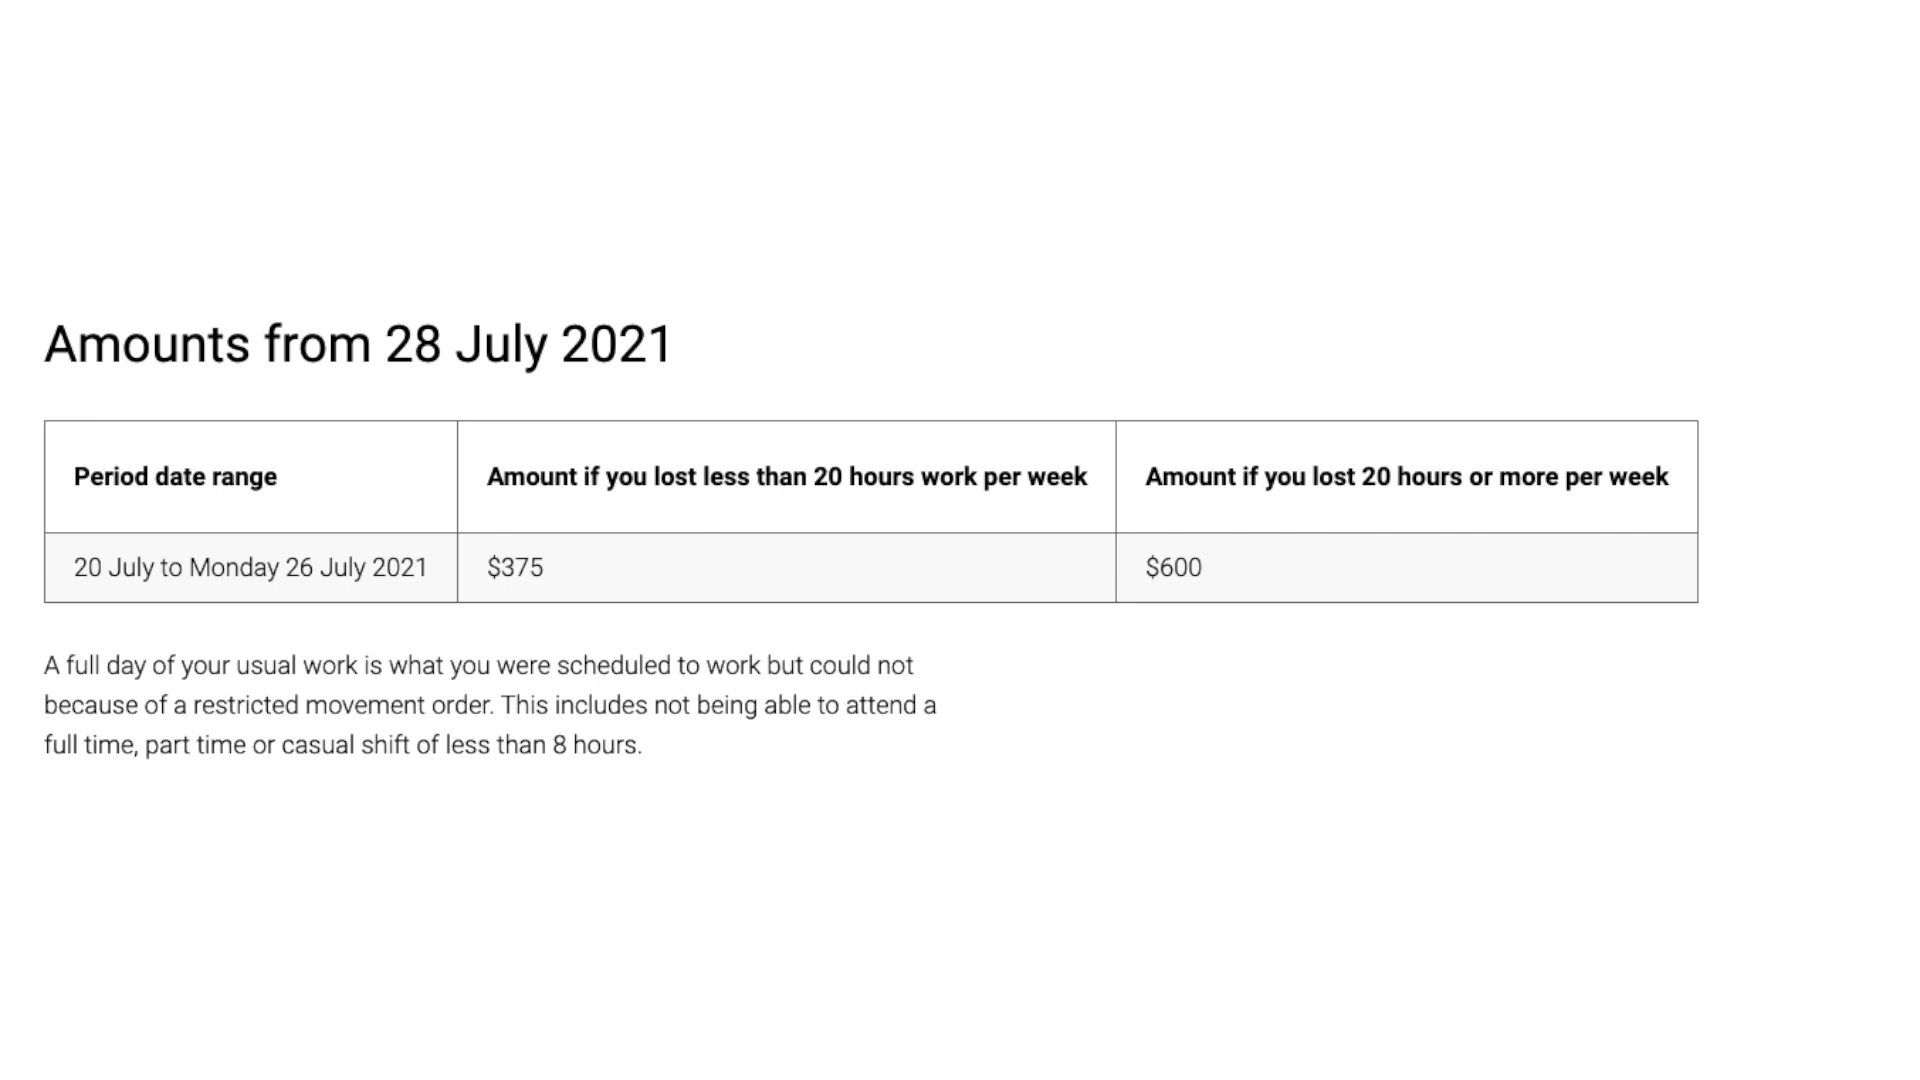 Amounts from 28 July 2021
Period date range
Amount if you lost less than 20 hours work per week
Amount if you lost 20 hours or more per week
20 July to Monday 26 July 2021
$375
$600
A full day of your usual work is what you were scheduled to work but could not
because of a restricted movement order. This includes not being able to attend a
full time, part time or casual shift of less than 8 hours.